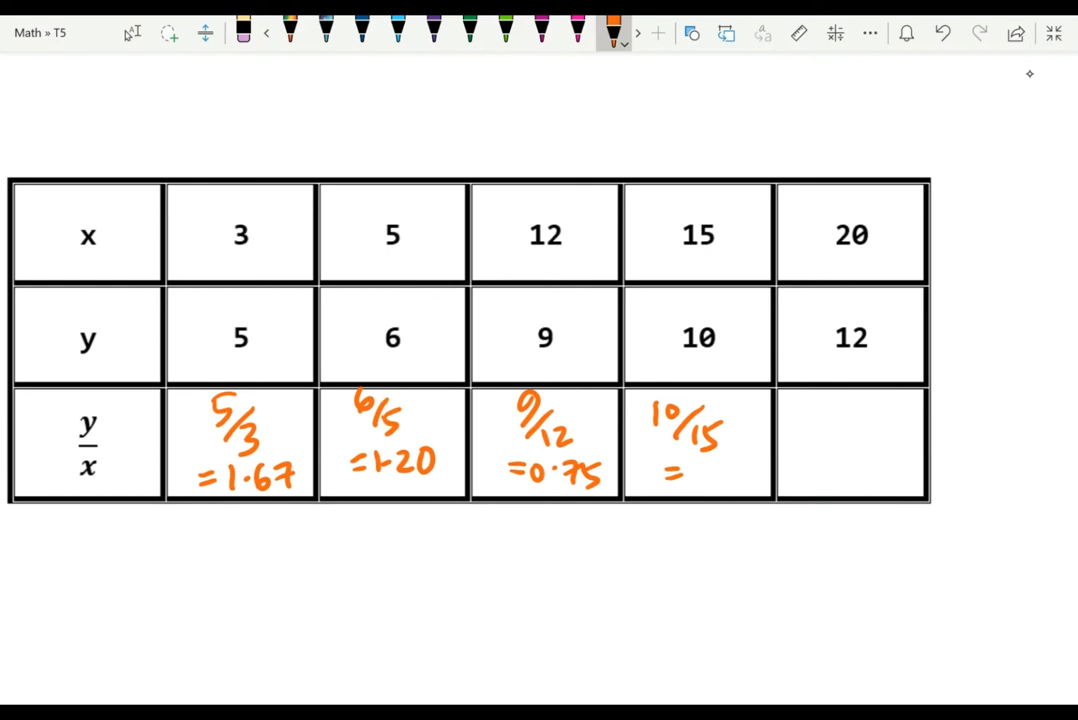 Math » T5
x 3 5 12 15 20
y 5 6 9 10 12
y/x 5/3 6/5 9/12 10/15
=1.67 =1.20 =0.75 =